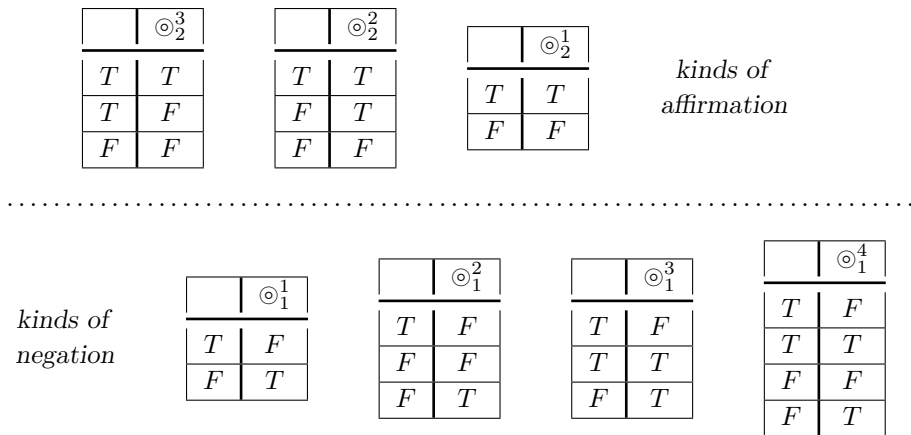 ⊚³₂ ⊚²₂ ⊚¹₂
T T
T F
F F
T T
F T
F F
T T
F F
kinds of
affirmation
⊚¹₁ ⊚²₁ ⊚³₁ ⊚⁴₁
kinds of
negation
T F
F T
T F
F F
F T
T F
T T
F T
T F
T T
F F
F T